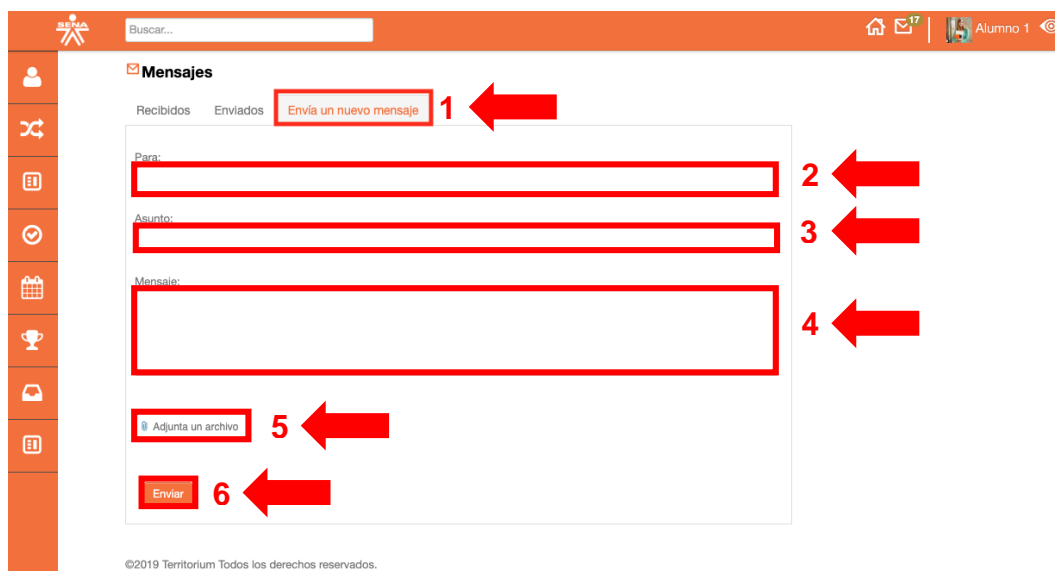 SENA
Buscar...
17
Alumno 1
Mensajes
Recibidos Enviados Envía un nuevo mensaje 1
Para:
2
Asunto:
3
Mensaje:
4
Adjunta un archivo 5
Enviar 6
©2019 Territorium Todos los derechos reservados.